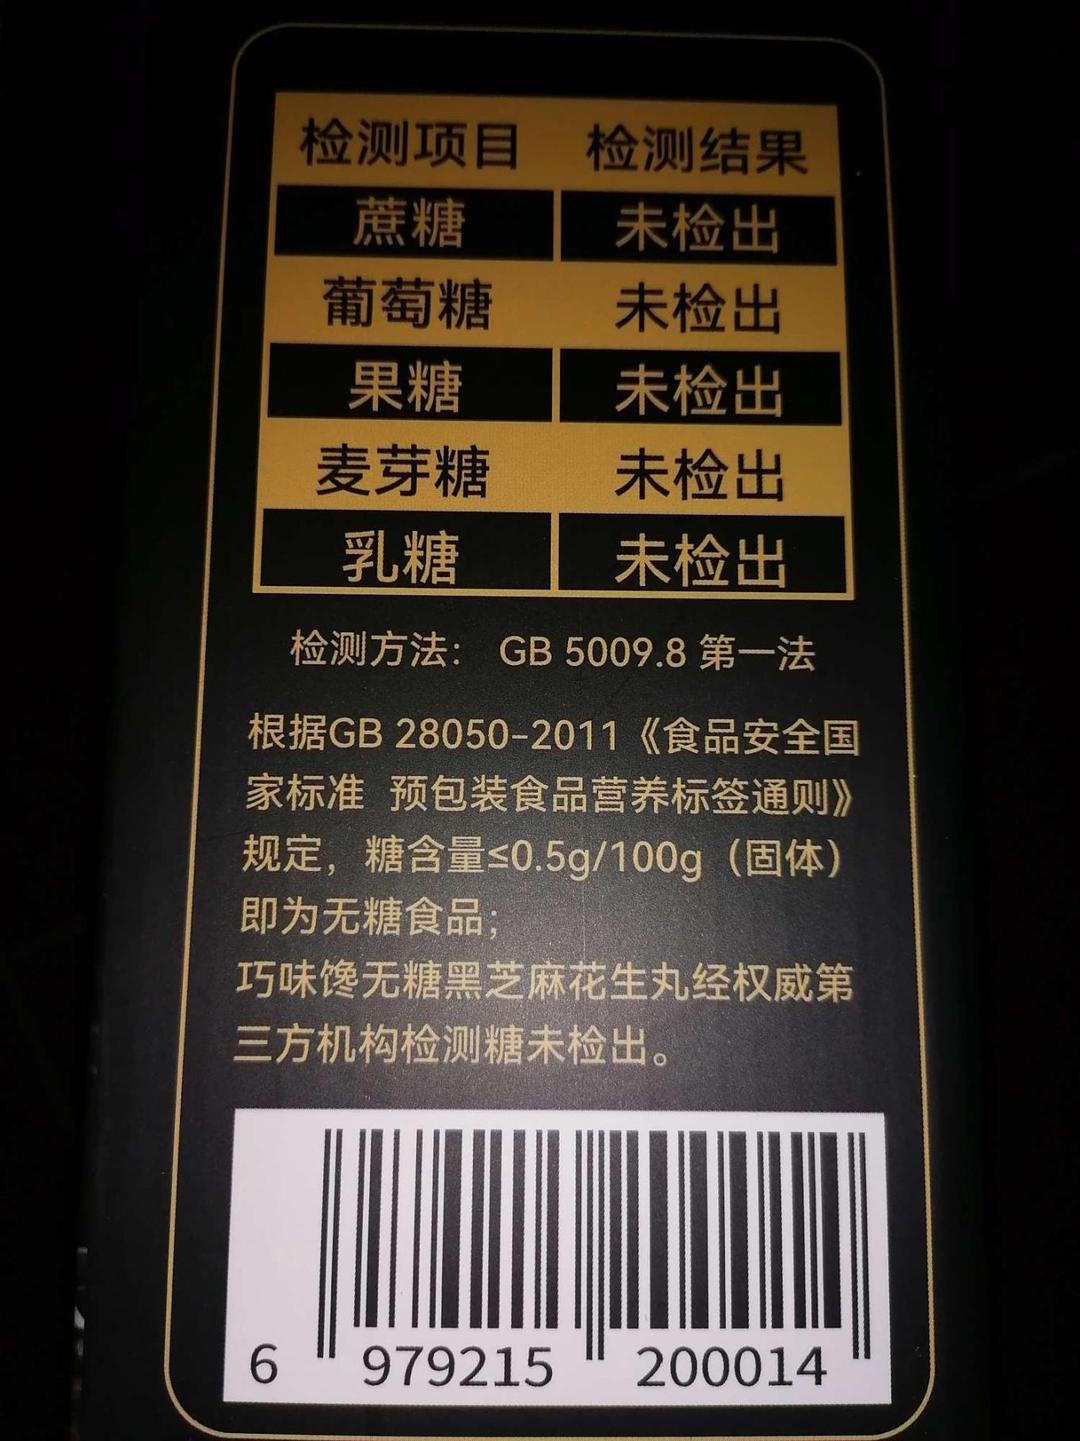 检测项目 检测结果
蔗糖 未检出
葡萄糖 未检出
果糖 未检出
麦芽糖 未检出
乳糖 未检出
检测方法： GB 5009.8 第一法
根据GB 28050-2011《食品安全国
家标准 预包装食品营养标签通则》
规定，糖含量≤0.5g/100g（固体）
即为无糖食品；
巧味馋无糖黑芝麻花生丸经权威第
三方机构检测糖未检出。
6 979215 200014